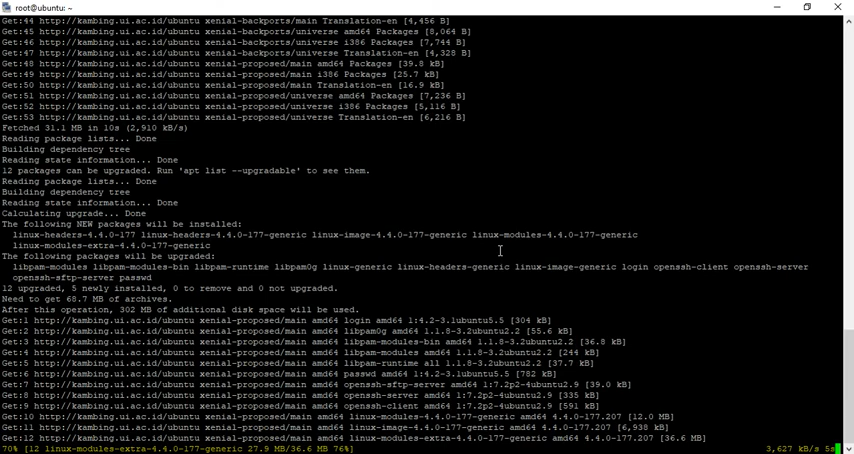 root@ubuntu: ~
Get:44 http://kambing.ui.ac.id/ubuntu xenial-backports/main Translation-en [4,456 B]
Get:45 http://kambing.ui.ac.id/ubuntu xenial-backports/universe amd64 Packages [8,064 B]
Get:46 http://kambing.ui.ac.id/ubuntu xenial-backports/universe i386 Packages [7,744 B]
Get:47 http://kambing.ui.ac.id/ubuntu xenial-backports/universe Translation-en [4,328 B]
Get:48 http://kambing.ui.ac.id/ubuntu xenial-proposed/main amd64 Packages [39.8 kB]
Get:49 http://kambing.ui.ac.id/ubuntu xenial-proposed/main i386 Packages [25.7 kB]
Get:50 http://kambing.ui.ac.id/ubuntu xenial-proposed/main Translation-en [16.9 kB]
Get:51 http://kambing.ui.ac.id/ubuntu xenial-proposed/universe amd64 Packages [7,236 B]
Get:52 http://kambing.ui.ac.id/ubuntu xenial-proposed/universe i386 Packages [5,116 B]
Get:53 http://kambing.ui.ac.id/ubuntu xenial-proposed/universe Translation-en [6,216 B]
Fetched 31.1 MB in 10s (2,910 kB/s)
Reading package lists... Done
Building dependency tree
Reading state information... Done
12 packages can be upgraded. Run 'apt list --upgradable' to see them.
Reading package lists... Done
Building dependency tree
Reading state information... Done
Calculating upgrade... Done
The following NEW packages will be installed:
linux-headers-4.4.0-177 linux-headers-4.4.0-177-generic linux-image-4.4.0-177-generic linux-modules-4.4.0-177-generic
linux-modules-extra-4.4.0-177-generic
The following packages will be upgraded:
libpam-modules libpam-modules-bin libpam-runtime libpam0g linux-generic linux-headers-generic linux-image-generic login openssh-client openssh-server
openssh-sftp-server passwd
12 upgraded, 5 newly installed, 0 to remove and 0 not upgraded.
Need to get 68.7 MB of archives.
After this operation, 302 MB of additional disk space will be used.
Get:1 http://kambing.ui.ac.id/ubuntu xenial-proposed/main amd64 login amd64 1:4.2-3.1ubuntu5.5 [304 kB]
Get:2 http://kambing.ui.ac.id/ubuntu xenial-proposed/main amd64 libpam0g amd64 1.1.8-3.2ubuntu2.2 [55.6 kB]
Get:3 http://kambing.ui.ac.id/ubuntu xenial-proposed/main amd64 libpam-modules-bin amd64 1.1.8-3.2ubuntu2.2 [36.8 kB]
Get:4 http://kambing.ui.ac.id/ubuntu xenial-proposed/main amd64 libpam-modules amd64 1.1.8-3.2ubuntu2.2 [244 kB]
Get:5 http://kambing.ui.ac.id/ubuntu xenial-proposed/main amd64 libpam-runtime all 1.1.8-3.2ubuntu2.2 [37.7 kB]
Get:6 http://kambing.ui.ac.id/ubuntu xenial-proposed/main amd64 passwd amd64 1:4.2-3.1ubuntu5.5 [782 kB]
Get:7 http://kambing.ui.ac.id/ubuntu xenial-proposed/main amd64 openssh-sftp-server amd64 1:7.2p2-4ubuntu2.9 [39.0 kB]
Get:8 http://kambing.ui.ac.id/ubuntu xenial-proposed/main amd64 openssh-server amd64 1:7.2p2-4ubuntu2.9 [335 kB]
Get:9 http://kambing.ui.ac.id/ubuntu xenial-proposed/main amd64 openssh-client amd64 1:7.2p2-4ubuntu2.9 [591 kB]
Get:10 http://kambing.ui.ac.id/ubuntu xenial-proposed/main amd64 linux-modules-4.4.0-177-generic amd64 4.4.0-177.207 [12.0 MB]
Get:11 http://kambing.ui.ac.id/ubuntu xenial-proposed/main amd64 linux-image-4.4.0-177-generic amd64 4.4.0-177.207 [6,938 kB]
Get:12 http://kambing.ui.ac.id/ubuntu xenial-proposed/main amd64 linux-modules-extra-4.4.0-177-generic amd64 4.4.0-177.207 [36.6 MB]
70% [12 linux-modules-extra-4.4.0-177-generic 27.9 MB/36.6 MB 76%] 3,627 kB/s 5s